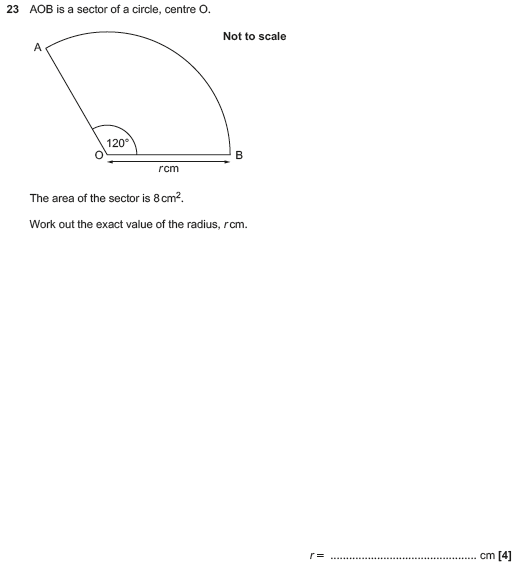 23 AOB is a sector of a circle, centre O.
Not to scale
A
120°
O
B
r cm
The area of the sector is 8 cm².
Work out the exact value of the radius, r cm.
r = ................................................ cm [4]